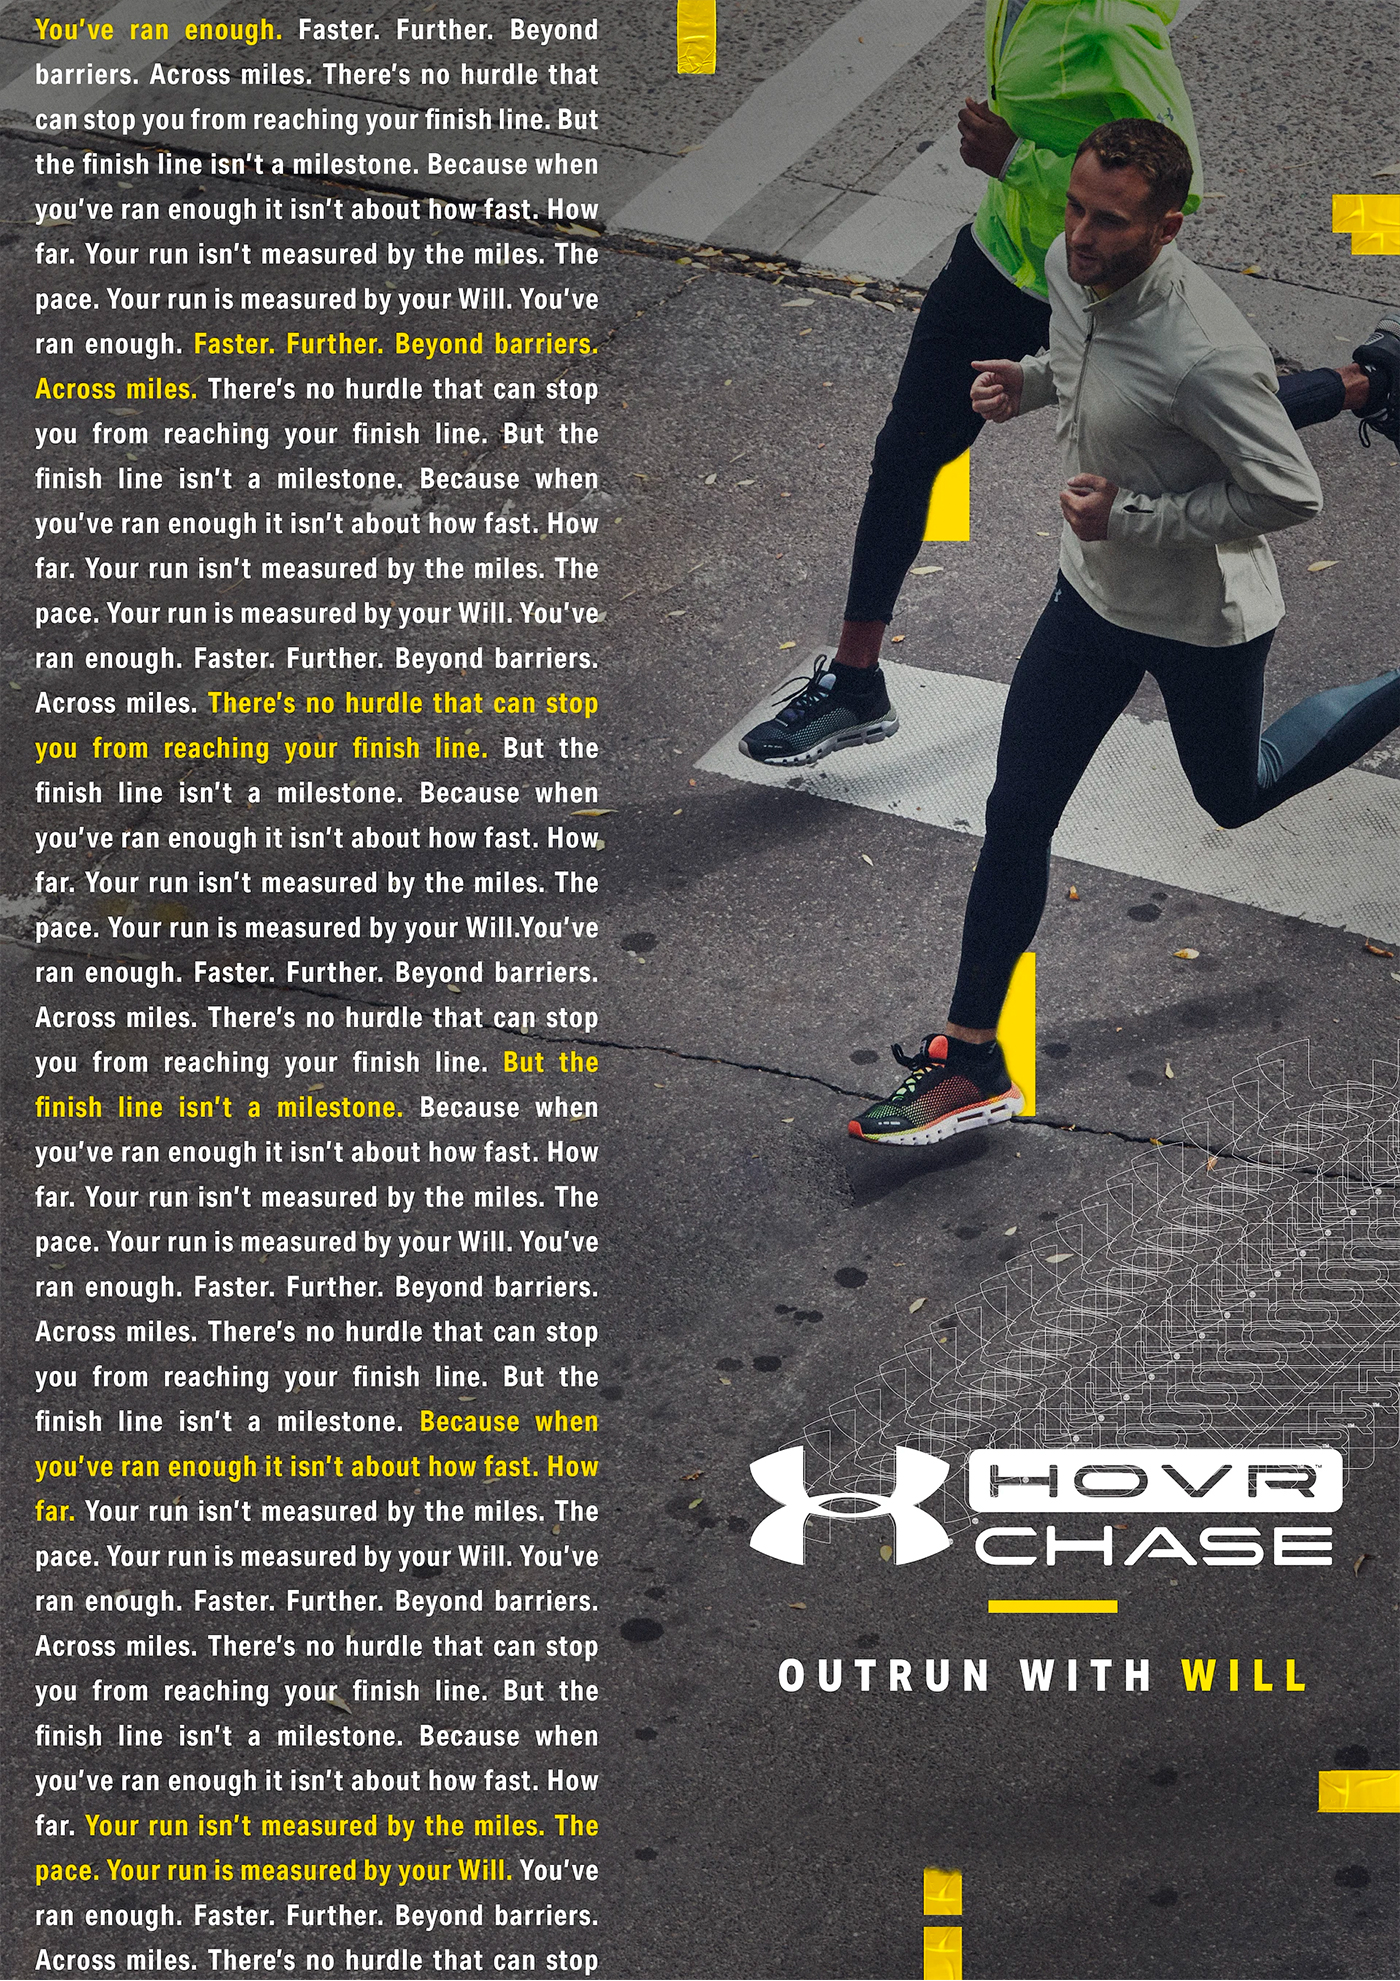 You've ran enough. Faster. Further. Beyond
barriers. Across miles. There's no hurdle that
can stop you from reaching your finish line. But
the finish line isn't a milestone. Because when
you've ran enough it isn't about how fast. How
far. Your run isn't measured by the miles. The
pace. Your run is measured by your Will. You've
ran enough. Faster. Further. Beyond barriers.
Across miles. There's no hurdle that can stop
you from reaching your finish line. But the
finish line isn't a milestone. Because when
you've ran enough it isn't about how fast. How
far. Your run isn't measured by the miles. The
pace. Your run is measured by your Will. You've
ran enough. Faster. Further. Beyond barriers.
Across miles. There's no hurdle that can stop
you from reaching your finish line. But the
finish line isn't a milestone. Because when
you've ran enough it isn't about how fast. How
far. Your run isn't measured by the miles. The
pace. Your run is measured by your Will.You've
ran enough. Faster. Further. Beyond barriers.
Across miles. There's no hurdle that can stop
you from reaching your finish line. But the
finish line isn't a milestone. Because when
you've ran enough it isn't about how fast. How
far. Your run isn't measured by the miles. The
pace. Your run is measured by your Will. You've
ran enough. Faster. Further. Beyond barriers.
Across miles. There's no hurdle that can stop
you from reaching your finish line. But the
finish line isn't a milestone. Because when
you've ran enough it isn't about how fast. How
far. Your run isn't measured by the miles. The
pace. Your run is measured by your Will. You've
ran enough. Faster. Further. Beyond barriers.
Across miles. There's no hurdle that can stop
you from reaching your finish line. But the
finish line isn't a milestone. Because when
you've ran enough it isn't about how fast. How
far. Your run isn't measured by the miles. The
pace. Your run is measured by your Will. You've
ran enough. Faster. Further. Beyond barriers.
Across miles. There's no hurdle that can stop
HOVR™
CHASE
OUTRUN WITH WILL